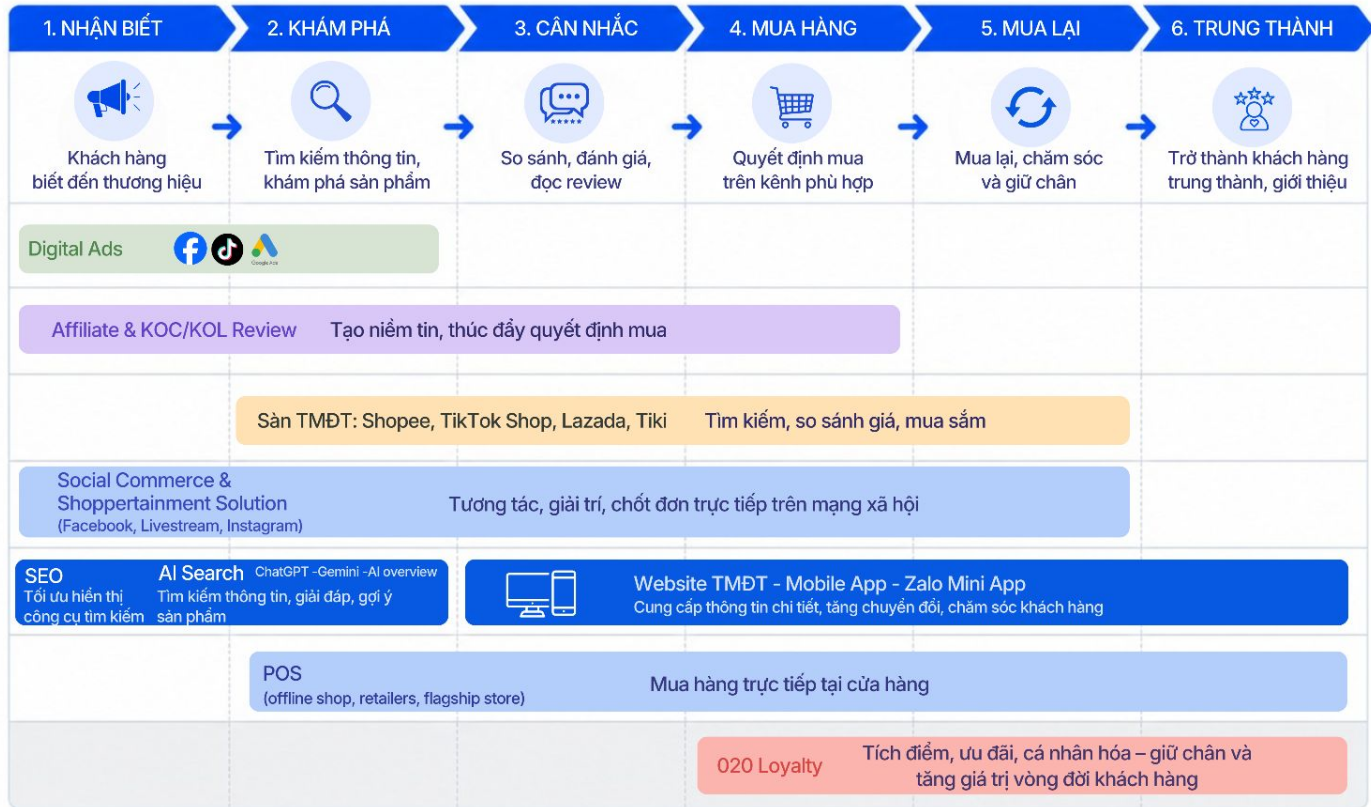 1. NHẬN BIẾT
2. KHÁM PHÁ
3. CÂN NHẮC
4. MUA HÀNG
5. MUA LẠI
6. TRUNG THÀNH
Khách hàng
biết đến thương hiệu
Tìm kiếm thông tin,
khám phá sản phẩm
So sánh, đánh giá,
đọc review
Quyết định mua
trên kênh phù hợp
Mua lại, chăm sóc
và giữ chân
Trở thành khách hàng
trung thành, giới thiệu
Digital Ads
Google Ads
Affiliate & KOC/KOL Review
Tạo niềm tin, thúc đẩy quyết định mua
Sàn TMĐT: Shopee, TikTok Shop, Lazada, Tiki
Tìm kiếm, so sánh giá, mua sắm
Social Commerce &
Shoppertainment Solution
(Facebook, Livestream, Instagram)
Tương tác, giải trí, chốt đơn trực tiếp trên mạng xã hội
SEO
Tối ưu hiển thị
công cụ tìm kiếm
AI Search ChatGPT -Gemini -AI overview
Tìm kiếm thông tin, giải đáp, gợi ý
sản phẩm
Website TMĐT - Mobile App - Zalo Mini App
Cung cấp thông tin chi tiết, tăng chuyển đổi, chăm sóc khách hàng
POS
(offline shop, retailers, flagship store)
Mua hàng trực tiếp tại cửa hàng
020 Loyalty
Tích điểm, ưu đãi, cá nhân hóa – giữ chân và
tăng giá trị vòng đời khách hàng